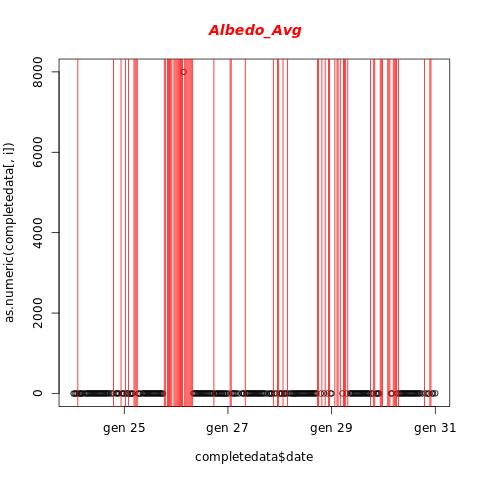 Albedo_Avg
as.numeric(completedata[, i])
8000
6000
4000
2000
0
gen 25
gen 27
gen 29
gen 31
completedata$date